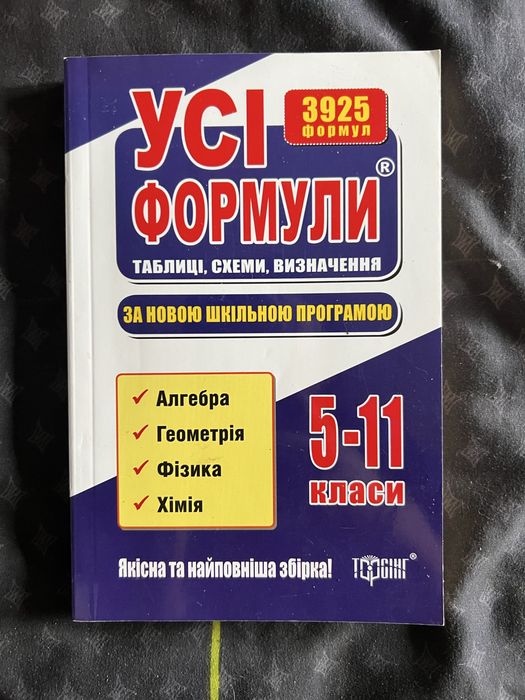 УСІ
3925
формул
ФОРМУЛИ®
ТАБЛИЦІ, СХЕМИ, ВИЗНАЧЕННЯ
ЗА НОВОЮ ШКІЛЬНОЮ ПРОГРАМОЮ
Алгебра
Геометрія
Фізика
Хімія
5-11
класи
Якісна та найповніша збірка!
ТОРСІНГ®